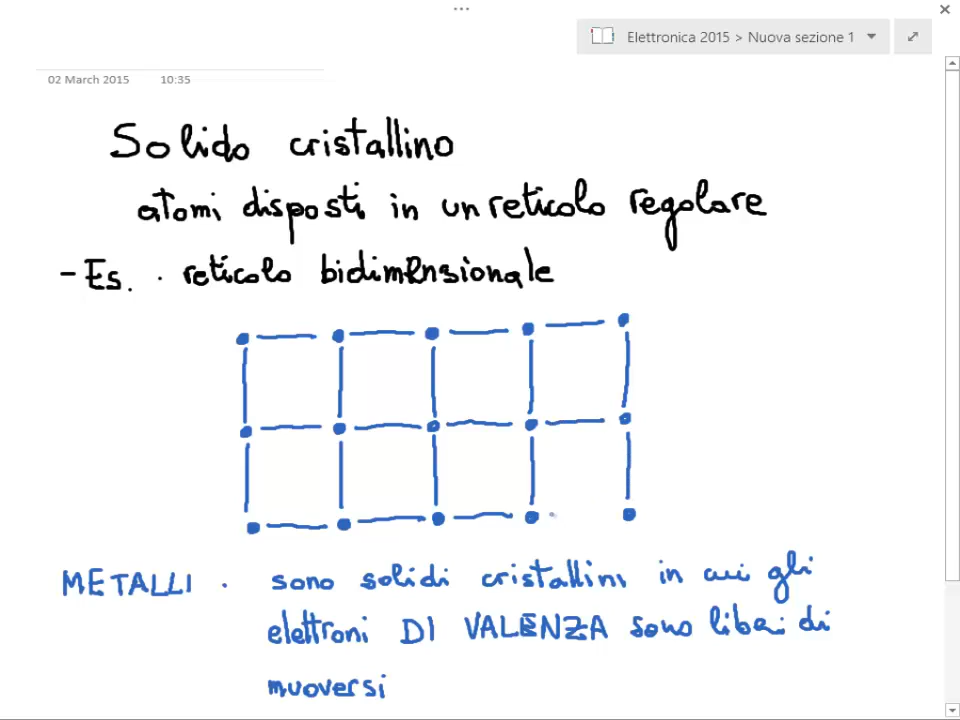 Elettronica 2015 > Nuova sezione 1
02 March 2015 10:35
Solido cristallino
atomi disposti in un reticolo regolare
- Es. . reticolo bidimensionale
METALLI . sono solidi cristallini in cui gli
elettroni DI VALENZA sono liberi di
muoversi